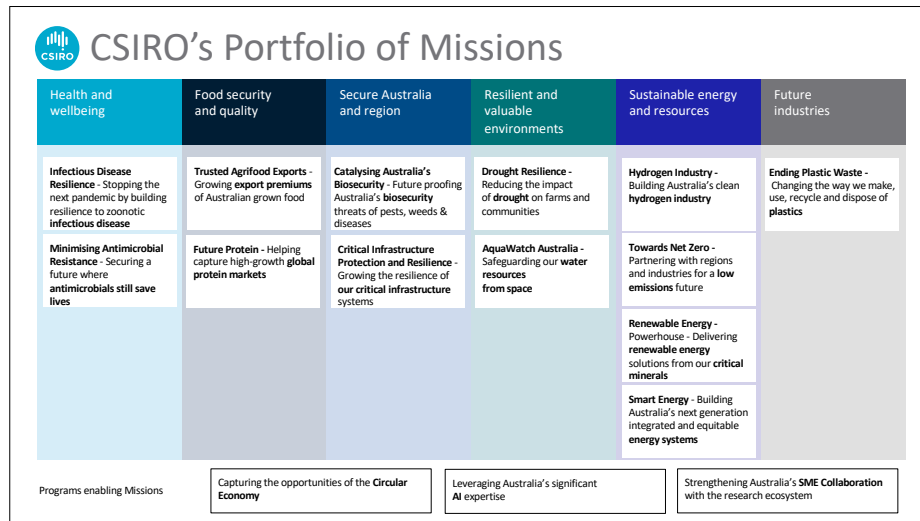 CSIRO
CSIRO's Portfolio of Missions
Health and
wellbeing
Food security
and quality
Secure Australia
and region
Resilient and
valuable
environments
Sustainable energy
and resources
Future
industries
Infectious Disease
Resilience - Stopping the
next pandemic by building
resilience to zoonotic
infectious disease
Minimising Antimicrobial
Resistance - Securing a
future where
antimicrobials still save
lives
Trusted Agrifood Exports -
Growing export premiums
of Australian grown food
Future Protein - Helping
capture high-growth global
protein markets
Catalysing Australia's
Biosecurity - Future proofing
Australia's biosecurity
threats of pests, weeds &
diseases
Critical Infrastructure
Protection and Resilience -
Growing the resilience of
our critical infrastructure
systems
Drought Resilience -
Reducing the impact
of drought on farms and
communities
AquaWatch Australia -
Safeguarding our water
resources
from space
Hydrogen Industry -
Building Australia's clean
hydrogen industry
Towards Net Zero -
Partnering with regions
and industries for a low
emissions future
Renewable Energy -
Powerhouse - Delivering
renewable energy
solutions from our critical
minerals
Smart Energy - Building
Australia's next generation
integrated and equitable
energy systems
Ending Plastic Waste -
Changing the way we make,
use, recycle and dispose of
plastics
Programs enabling Missions
Capturing the opportunities of the Circular
Economy
Leveraging Australia's significant
AI expertise
Strengthening Australia's SME Collaboration
with the research ecosystem